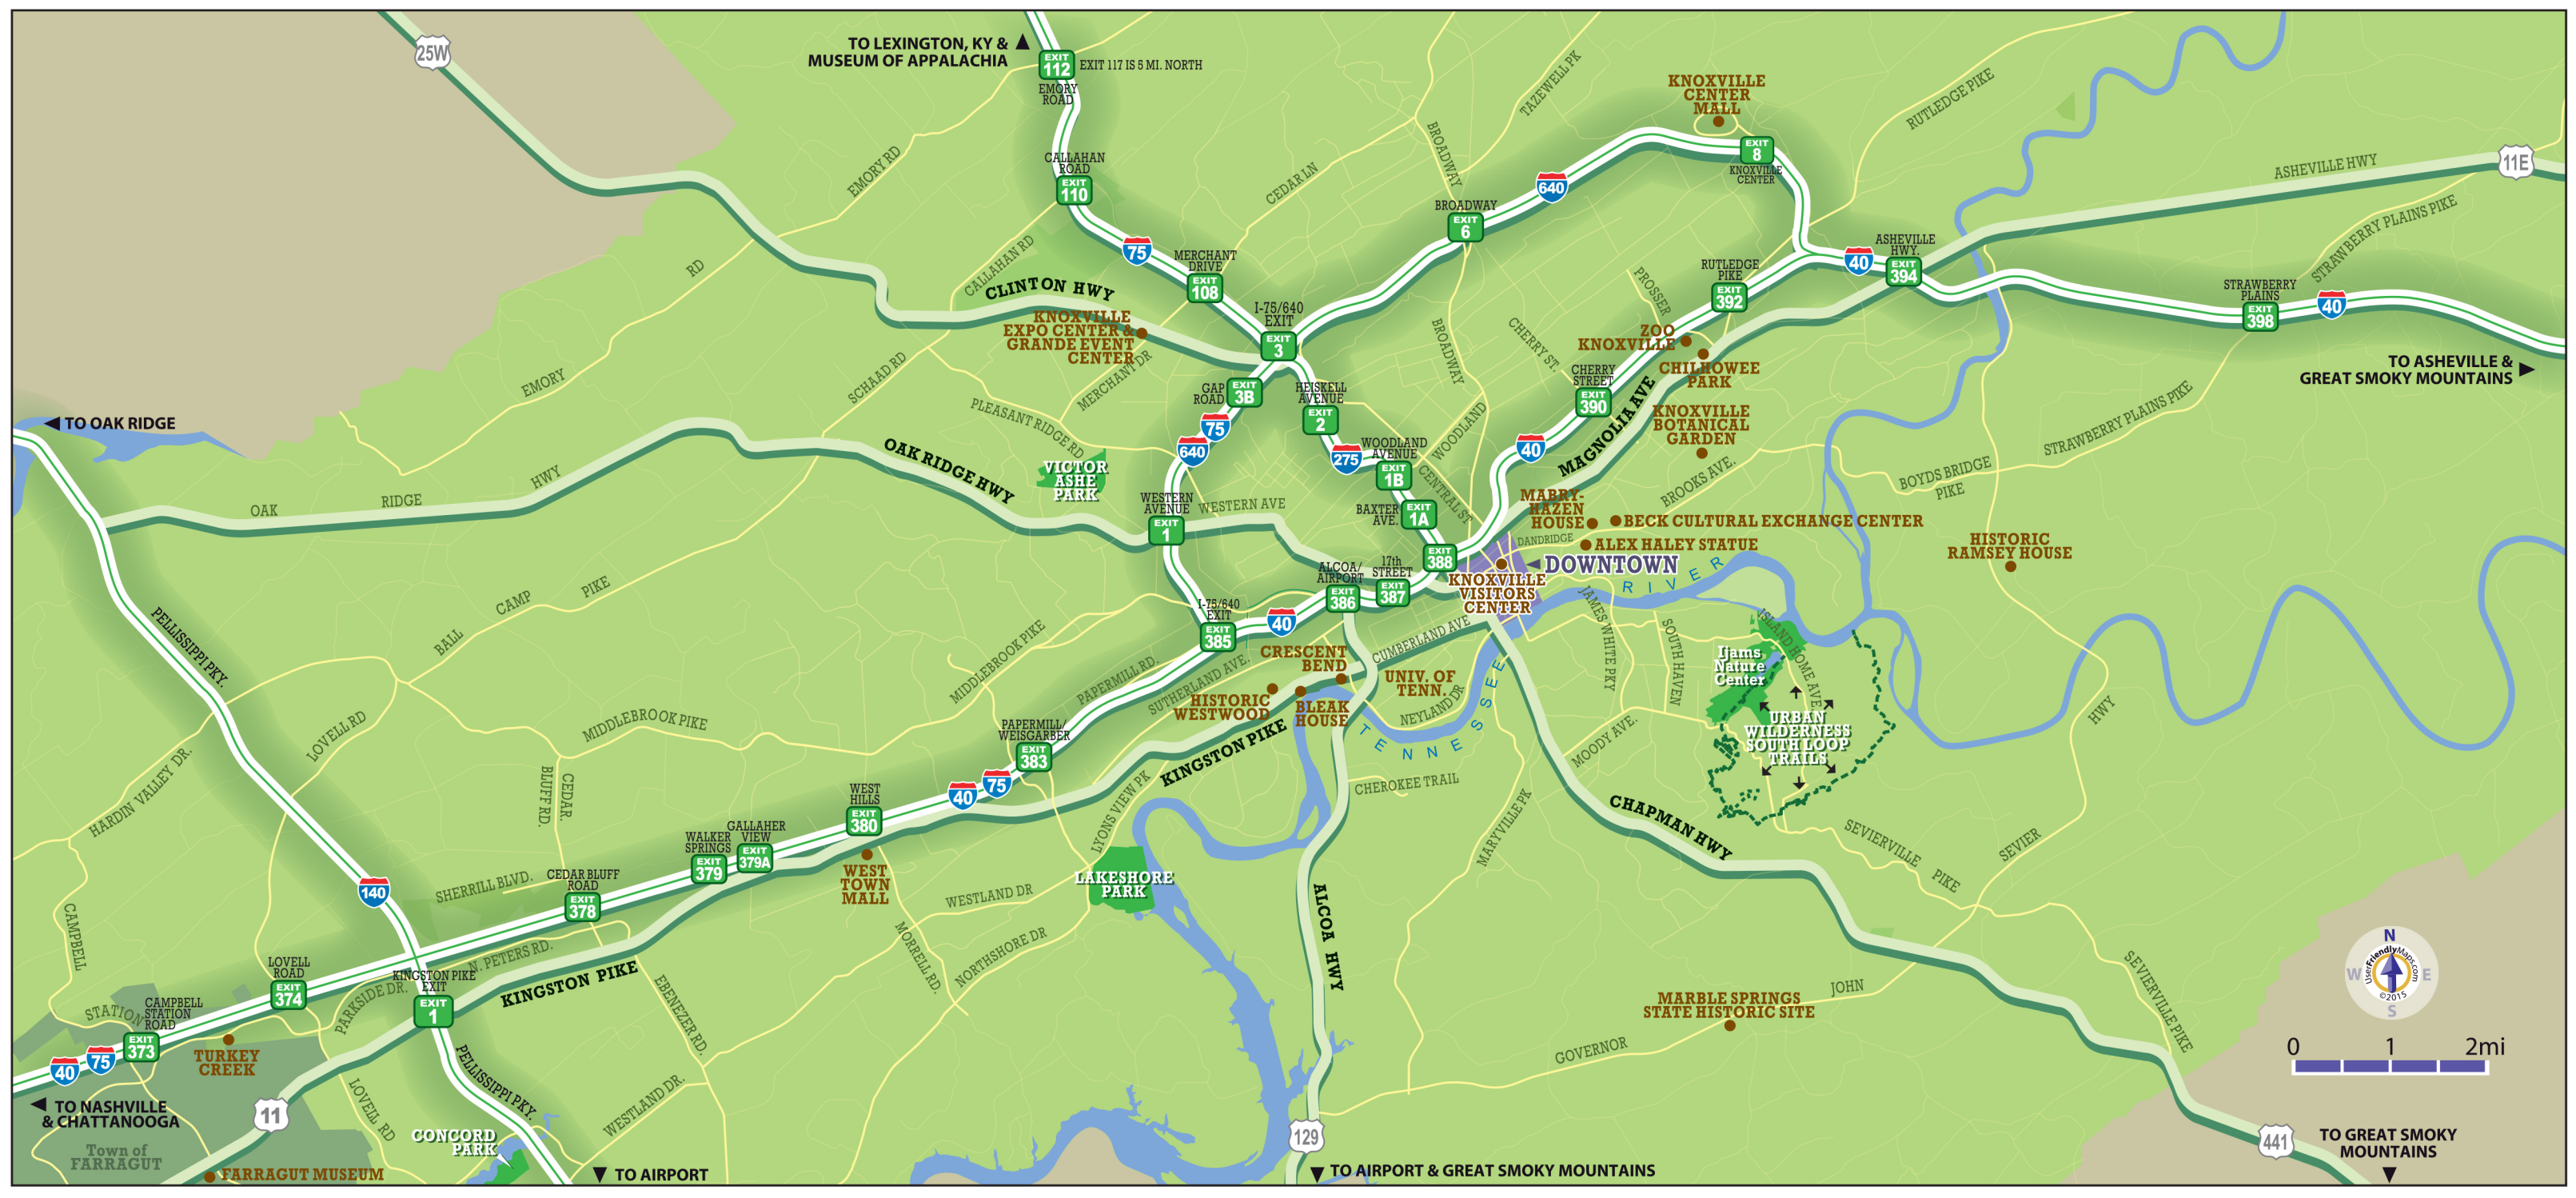 25W
TO LEXINGTON, KY &
MUSEUM OF APPALACHIA
EXIT
112
EXIT 117 IS 5 MI. NORTH
EMORY
ROAD
EMORY RD
CALLAHAN
ROAD
EXIT
110
CEDAR LN
BROADWAY
TAZEWELL PK
KNOXVILLE
CENTER
MALL
EXIT
8
KNOXVILLE
CENTER
RUTLEDGE PIKE
ASHEVILLE HWY
11E
75
640
BROADWAY
EXIT
6
MERCHANT
DRIVE
EXIT
108
CALLAHAN RD
CLINTON HWY
KNOXVILLE
EXPO CENTER &
GRANDE EVENT
CENTER
MERCHANT DR
I-75/640
EXIT
EXIT
3
RD
EMORY
SCHAAD RD
PLEASANT RIDGE RD
GAP
ROAD
EXIT
3B
HEISKELL
AVENUE
EXIT
2
75
640
275
BROADWAY
CHERRY ST.
PROSSER
WOODLAND
WOODLAND
AVENUE
EXIT
1B
CENTRAL ST
BAXTER
AVE.
EXIT
1A
CHERRY
STREET
EXIT
390
40
RUTLEDGE
PIKE
EXIT
392
40
ASHEVILLE
HWY.
EXIT
394
STRAWBERRY PLAINS PIKE
STRAWBERRY
PLAINS
EXIT
398
40
TO ASHEVILLE &
GREAT SMOKY MOUNTAINS
ZOO
KNOXVILLE
CHILHOWEE
PARK
MAGNOLIA AVE
KNOXVILLE
BOTANICAL
GARDEN
BROOKS AVE.
STRAWBERRY PLAINS PIKE
BOYDS BRIDGE
PIKE
TO OAK RIDGE
OAK
RIDGE
HWY
OAK RIDGE HWY
VICTOR
ASHE
PARK
WESTERN
AVENUE
EXIT
1
WESTERN AVE
MABRY-
HAZEN
HOUSE
BECK CULTURAL EXCHANGE CENTER
DANDRIDGE
ALEX HALEY STATUE
DOWNTOWN
KNOXVILLE
VISITORS
CENTER
HISTORIC
RAMSEY HOUSE
EXIT
388
17th
STREET
EXIT
387
ALCOA/
AIRPORT
EXIT
386
40
I-75/640
EXIT
EXIT
385
RIVER
TENNESSEE
PELLISSIPPI PKY.
BALL
CAMP
PIKE
MIDDLEBROOK PIKE
MIDDLEBROOK PIKE
PAPERMILL RD.
SUTHERLAND AVE.
CUMBERLAND AVE
CRESCENT
BEND
HISTORIC
WESTWOOD
BLEAK
HOUSE
UNIV. OF
TENN.
NEYLAND DR
JAMES WHITE PKY
SOUTH HAVEN
ISLAND HOME AVE.
Ijams
Nature
Center
URBAN
WILDERNESS
SOUTH LOOP
TRAILS
MOODY AVE.
HWY
SEVIER
SEVIERVILLE
PIKE
LOVELL RD
HARDIN VALLEY DR.
BLUFF RD.
CEDAR
PAPERMILL/
WEISGARBER
EXIT
383
40
75
KINGSTON PIKE
LYONS VIEW PK
CHEROKEE TRAIL
MARYVILLE PK
CHAPMAN HWY
WEST
HILLS
EXIT
380
WEST
TOWN
MALL
GALLAHER
VIEW
EXIT
379A
WALKER
SPRINGS
EXIT
379
CEDAR BLUFF
ROAD
EXIT
378
SHERRILL BLVD.
140
LAKESHORE
PARK
WESTLAND DR
MORRELL RD.
NORTHSHORE DR
ALCOA HWY
CAMPBELL
STATION
N. PETERS RD.
KINGSTON PIKE
PARKSIDE DR.
KINGSTON PIKE
EXIT
EXIT
1
LOVELL
ROAD
EXIT
374
CAMPBELL
STATION
ROAD
EXIT
373
40
75
TURKEY
CREEK
TO NASHVILLE
& CHATTANOOGA
11
LOVELL RD
PELLISSIPPI PKY.
EBENEZER RD.
WESTLAND DR.
CONCORD
PARK
Town of
FARRAGUT
FARRAGUT MUSEUM
TO AIRPORT
129
TO AIRPORT & GREAT SMOKY MOUNTAINS
GOVERNOR
JOHN
MARBLE SPRINGS
STATE HISTORIC SITE
SEVIERVILLE PIKE
441
TO GREAT SMOKY
MOUNTAINS
N
W
E
S
UserFriendlyMaps.com
©2015
0
1
2mi